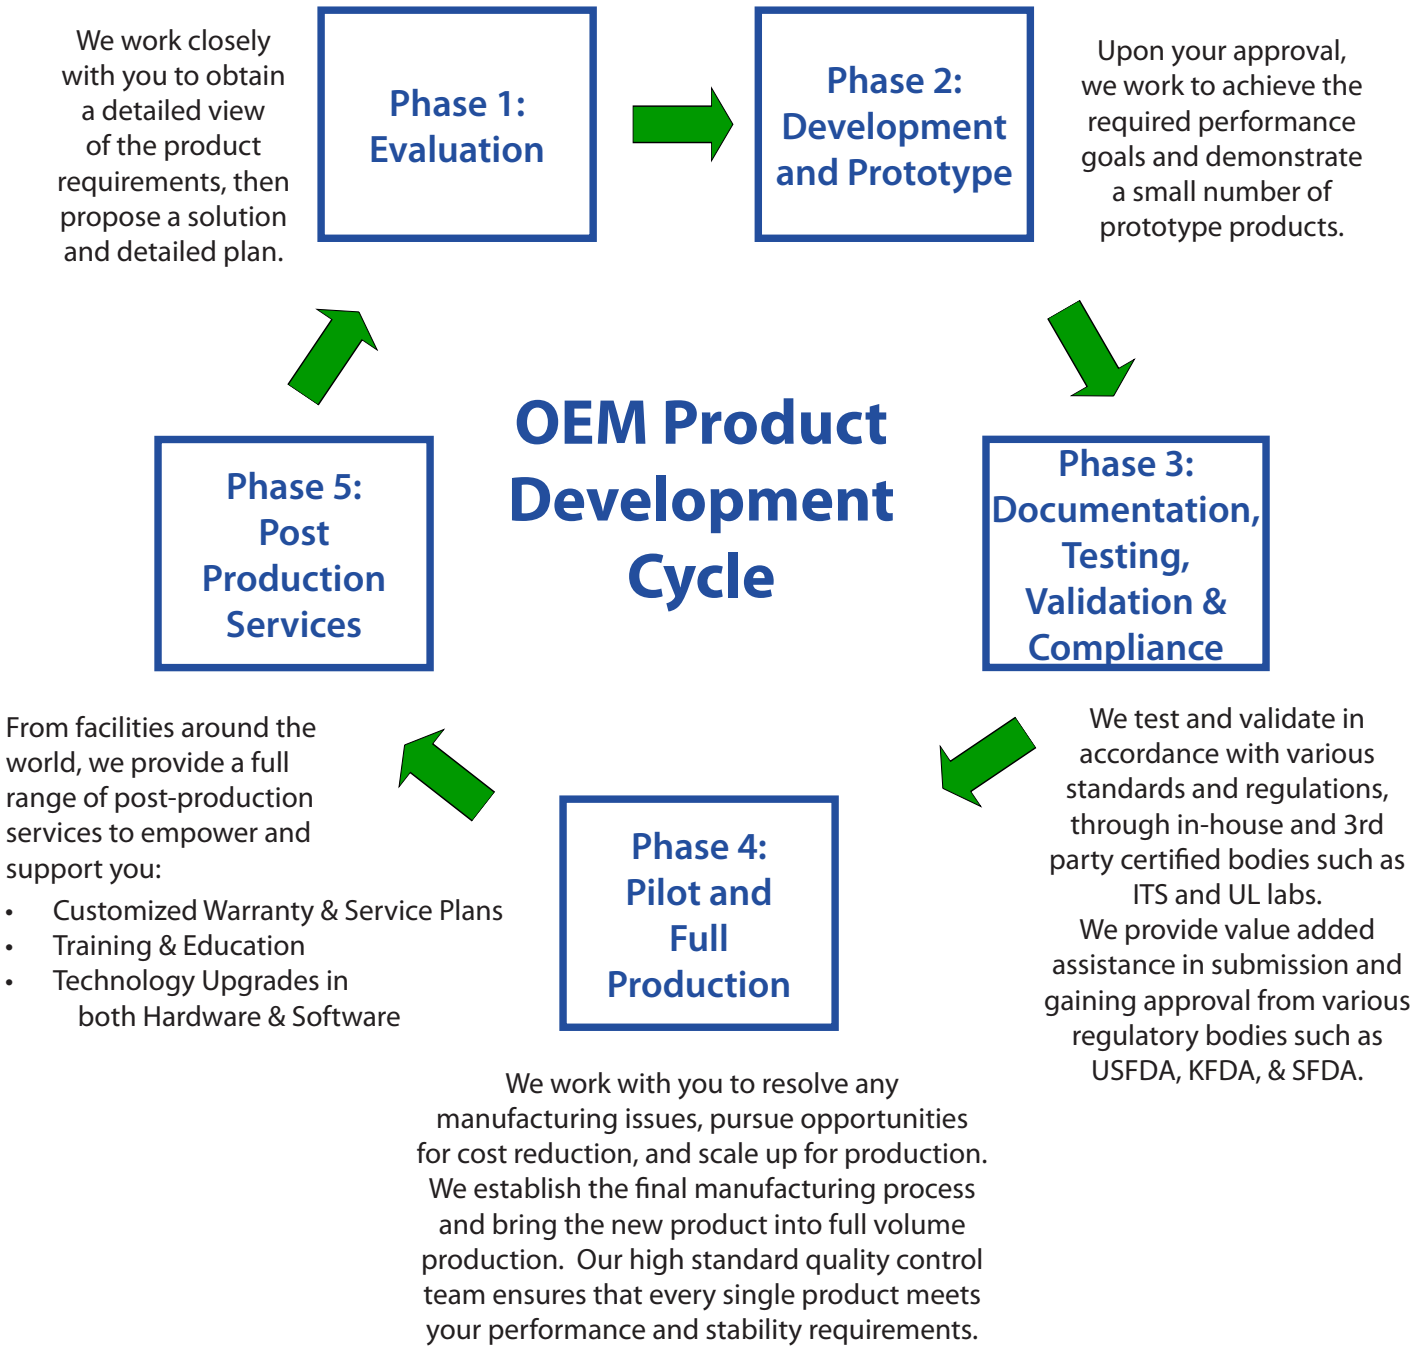 We work closely
with you to obtain
a detailed view
of the product
requirements, then
propose a solution
and detailed plan.
Phase 1:
Evaluation
Phase 2:
Development
and Prototype
Upon your approval,
we work to achieve the
required performance
goals and demonstrate
a small number of
prototype products.
OEM Product
Development
Cycle
Phase 3:
Documentation,
Testing,
Validation &
Compliance
We test and validate in
accordance with various
standards and regulations,
through in-house and 3rd
party certified bodies such as
ITS and UL labs.
We provide value added
assistance in submission and
gaining approval from various
regulatory bodies such as
USFDA, KFDA, & SFDA.
Phase 4:
Pilot and
Full
Production
We work with you to resolve any
manufacturing issues, pursue opportunities
for cost reduction, and scale up for production.
We establish the final manufacturing process
and bring the new product into full volume
production.  Our high standard quality control
team ensures that every single product meets
your performance and stability requirements.
Phase 5:
Post
Production
Services
From facilities around the
world, we provide a full
range of post-production
services to empower and
support you:
• Customized Warranty & Service Plans
• Training & Education
• Technology Upgrades in
both Hardware & Software